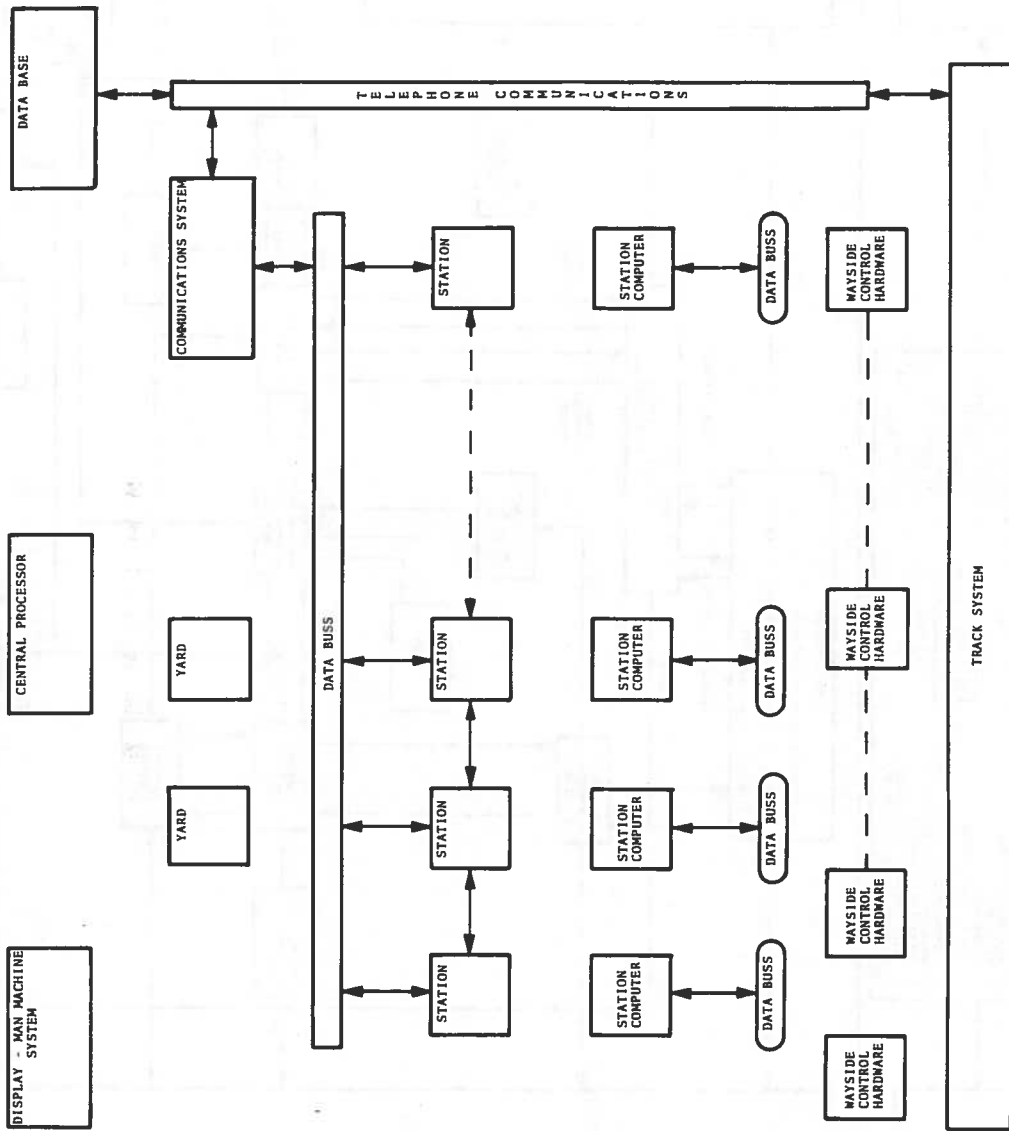 DISPLAY - MAN MACHINE
SYSTEM
CENTRAL PROCESSOR
DATA BASE
YARD
YARD
COMMUNICATIONS SYSTEM
TELEPHONE COMMUNICATIONS
DATA BUSS
STATION
STATION
STATION
STATION
STATION
COMPUTER
STATION
COMPUTER
STATION
COMPUTER
STATION
COMPUTER
DATA BUSS
DATA BUSS
DATA BUSS
DATA BUSS
WAYSIDE
CONTROL
HARDWARE
WAYSIDE
CONTROL
HARDWARE
WAYSIDE
CONTROL
HARDWARE
WAYSIDE
CONTROL
HARDWARE
TRACK SYSTEM